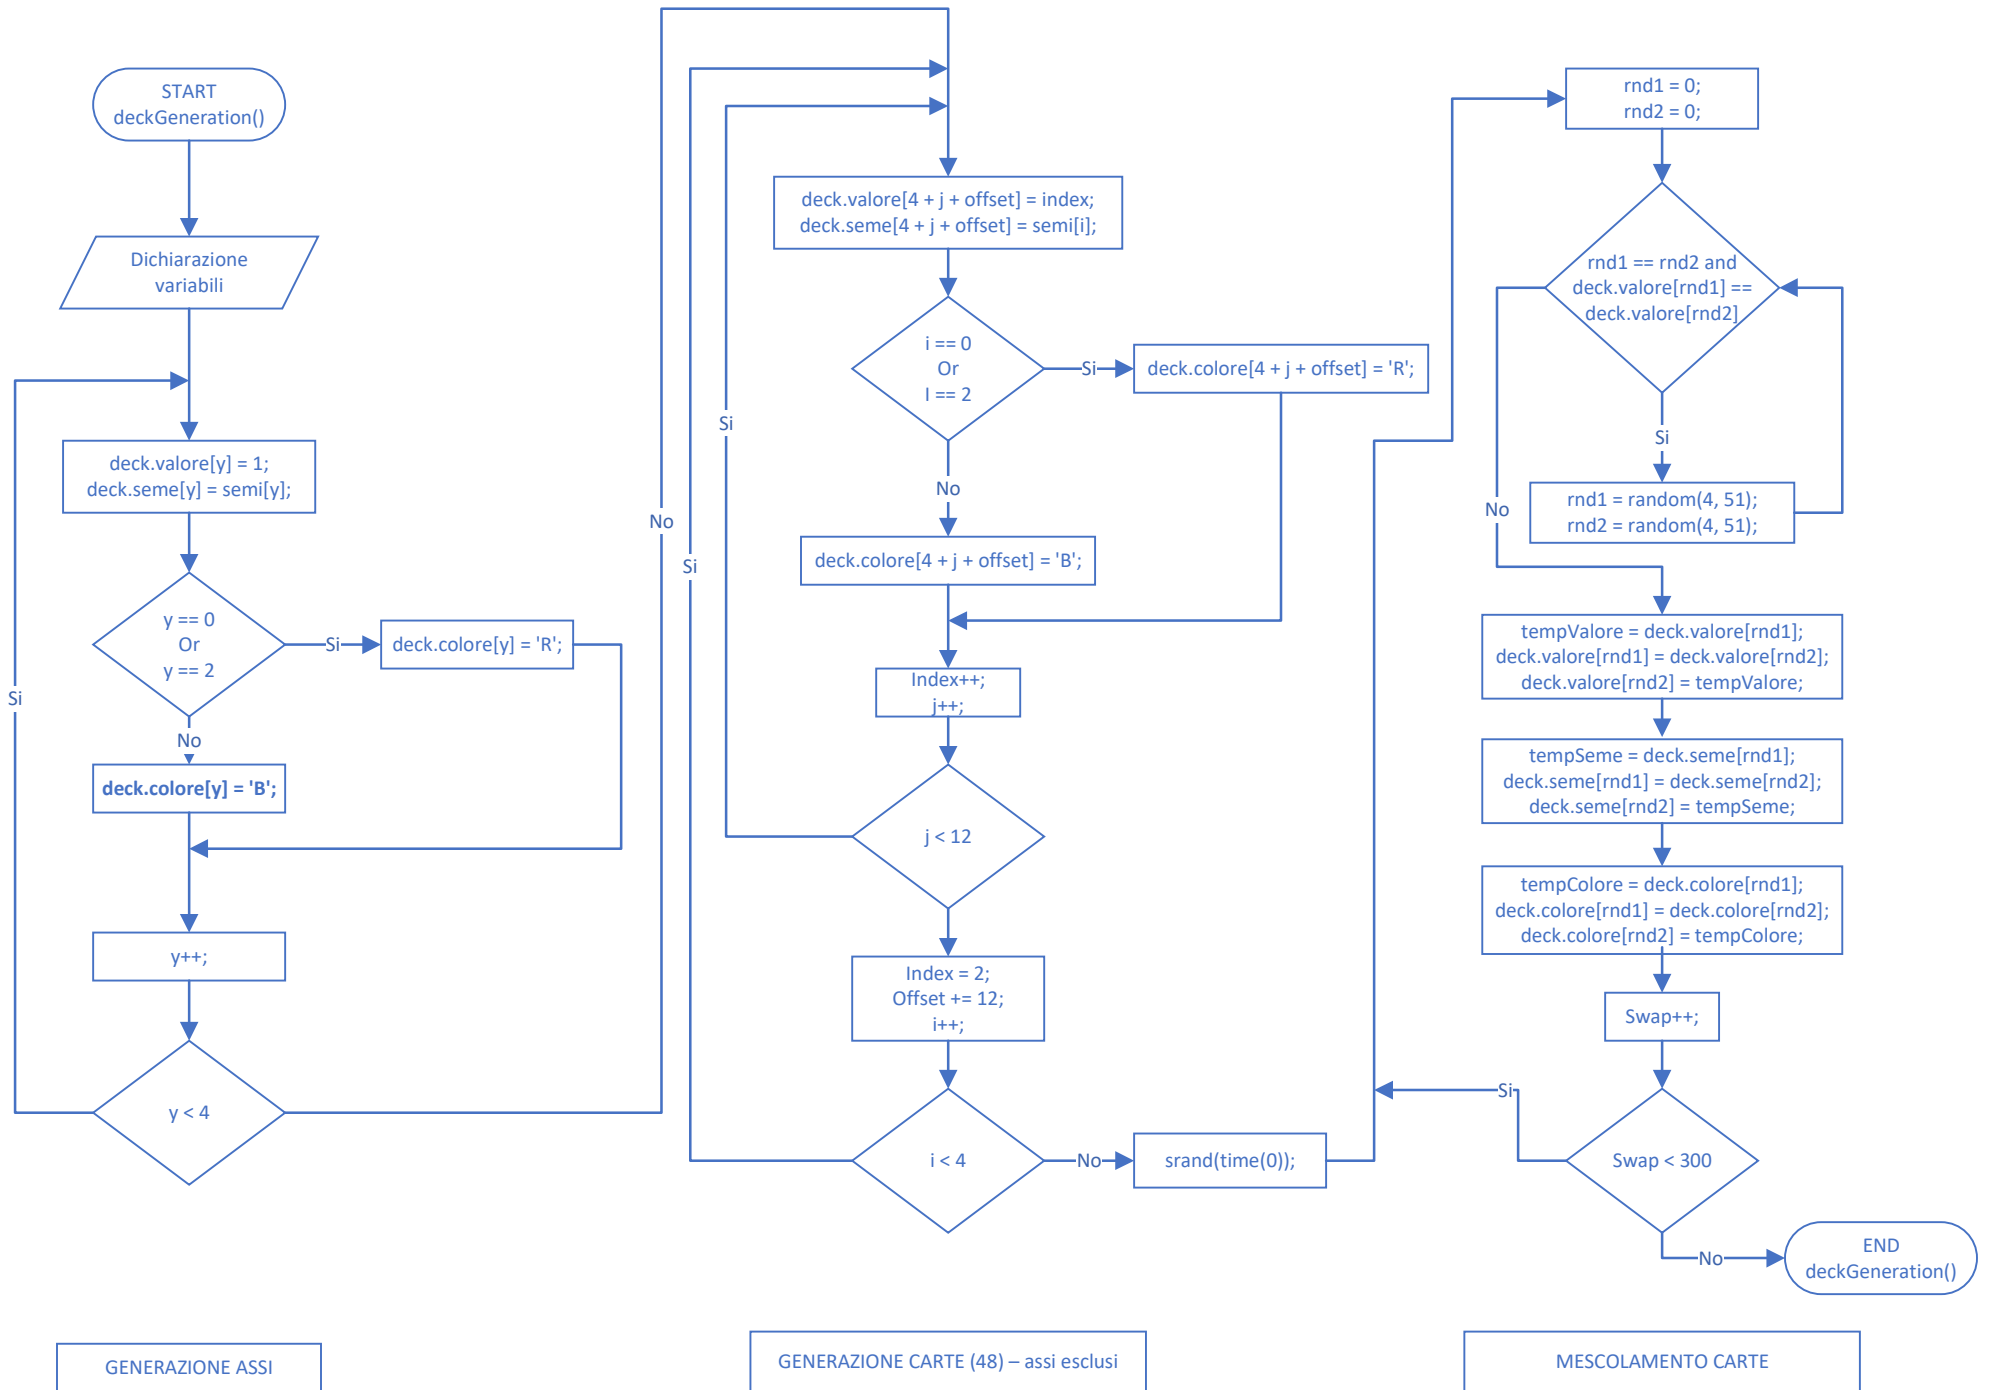 START
deckGeneration()
Dichiarazione
variabili
deck.valore[y] = 1;
deck.seme[y] = semi[y];
y == 0
Or
y == 2
Si
deck.colore[y] = 'R';
No
deck.colore[y] = 'B';
y++;
y < 4
Si
No
deck.valore[4 + j + offset] = index;
deck.seme[4 + j + offset] = semi[i];
i == 0
Or
I == 2
Si
deck.colore[4 + j + offset] = 'R';
No
deck.colore[4 + j + offset] = 'B';
Index++;
j++;
j < 12
Si
Index = 2;
Offset += 12;
i++;
i < 4
Si
No
srand(time(0));
rnd1 = 0;
rnd2 = 0;
rnd1 == rnd2 and
deck.valore[rnd1] ==
deck.valore[rnd2]
Si
rnd1 = random(4, 51);
rnd2 = random(4, 51);
No
tempValore = deck.valore[rnd1];
deck.valore[rnd1] = deck.valore[rnd2];
deck.valore[rnd2] = tempValore;
tempSeme = deck.seme[rnd1];
deck.seme[rnd1] = deck.seme[rnd2];
deck.seme[rnd2] = tempSeme;
tempColore = deck.colore[rnd1];
deck.colore[rnd1] = deck.colore[rnd2];
deck.colore[rnd2] = tempColore;
Swap++;
Si
Swap < 300
No
END
deckGeneration()
GENERAZIONE ASSI
GENERAZIONE CARTE (48) – assi esclusi
MESCOLAMENTO CARTE